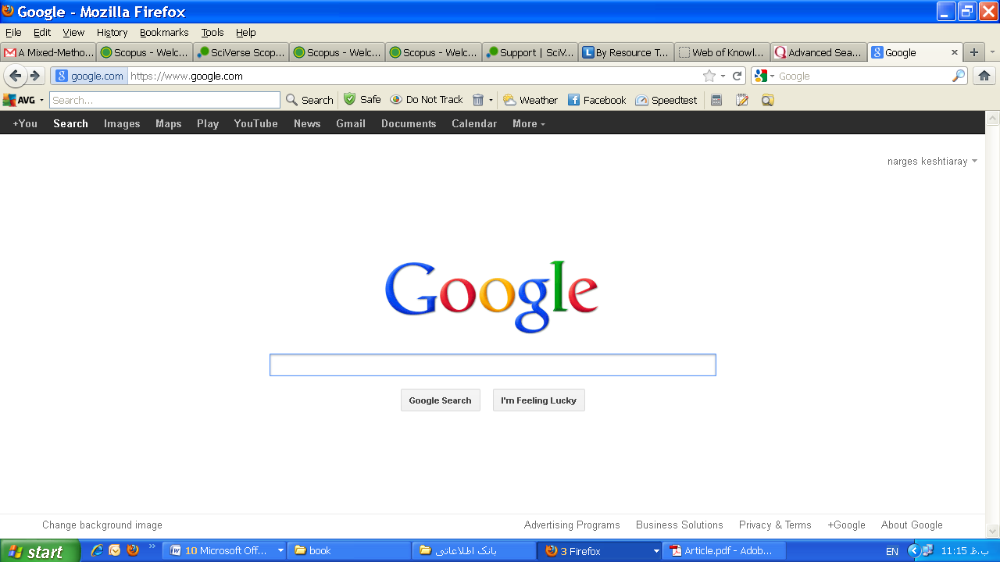 Google - Mozilla Firefox
File Edit View History Bookmarks Tools Help
A Mixed-Metho... Scopus - Welc... SciVerse Scop... Scopus - Welc... Scopus - Welc... Support | SciV... By Resource T... Web of Knowl... Advanced Sea... Google
google.com https://www.google.com Google
AVG Search... Search Safe Do Not Track Weather Facebook Speedtest
+You Search Images Maps Play YouTube News Gmail Documents Calendar More
narges keshtiaray
Google
Google Search I'm Feeling Lucky
Change background image Advertising Programs Business Solutions Privacy & Terms +Google About Google
start 10 Microsoft Off... book بانک اطلاعاتی 3 Firefox Article.pdf - Adob... EN 11:15 ب.ظ